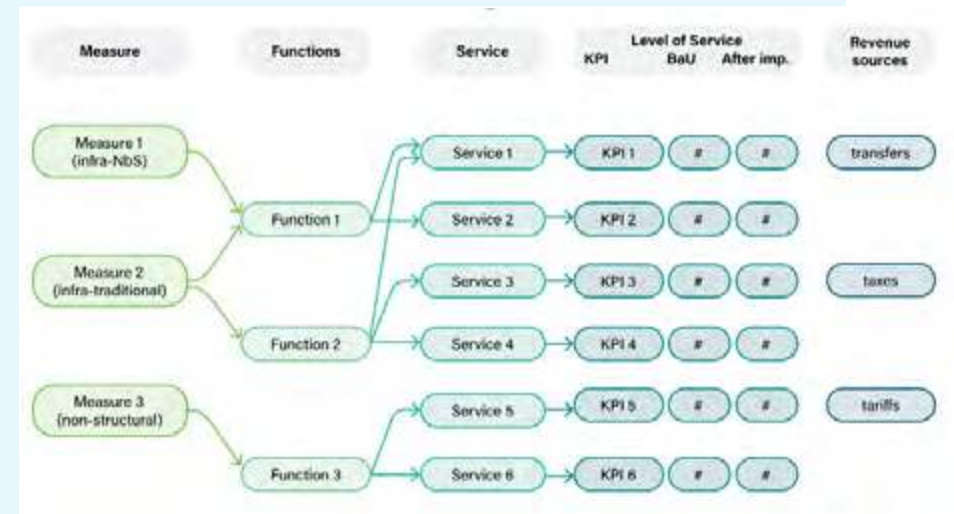 Measure Functions Service Level of Service Revenue sources
KPI BaU After imp.
Measure 1
(infra-NbS)
Service 1 KPI 1 # # transfers
Function 1 Service 2 KPI 2 # #
Measure 2
(infra-traditional)
Service 3 KPI 3 # # taxes
Function 2 Service 4 KPI 4 # #
Measure 3
(non-structural)
Service 5 KPI 5 # # tariffs
Function 3 Service 6 KPI 6 # #